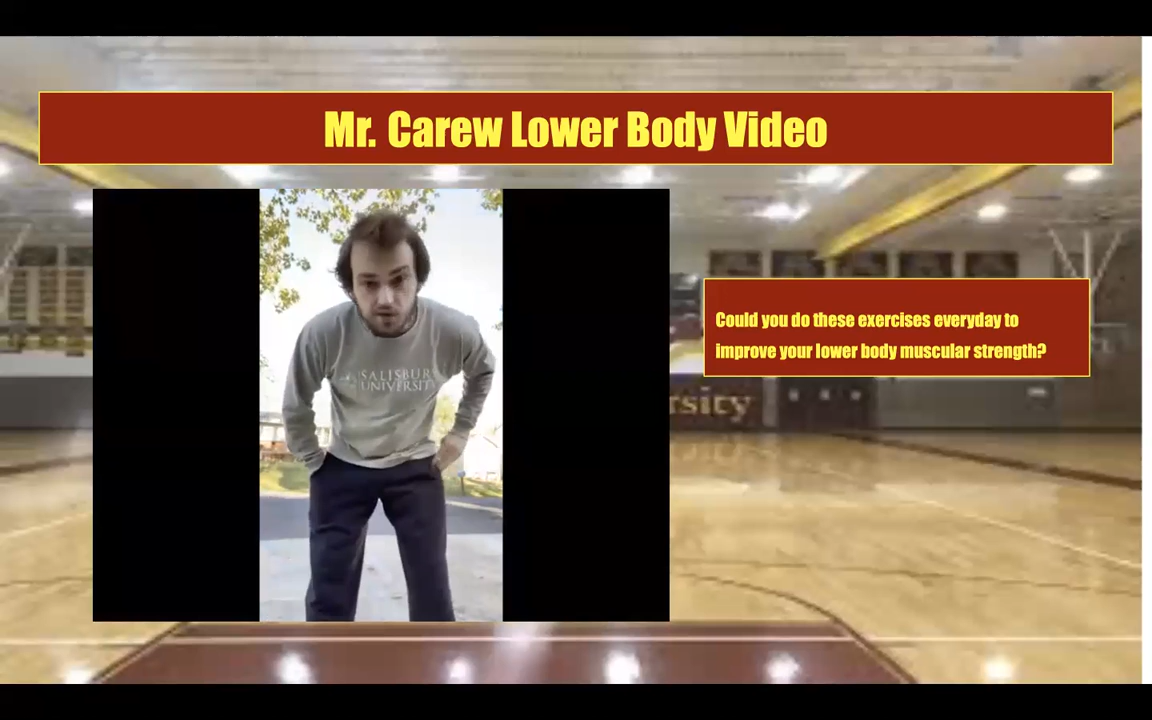 Mr. Carew Lower Body Video
SALISBURY
UNIVERSITY
Could you do these exercises everyday to
improve your lower body muscular strength?
rsity